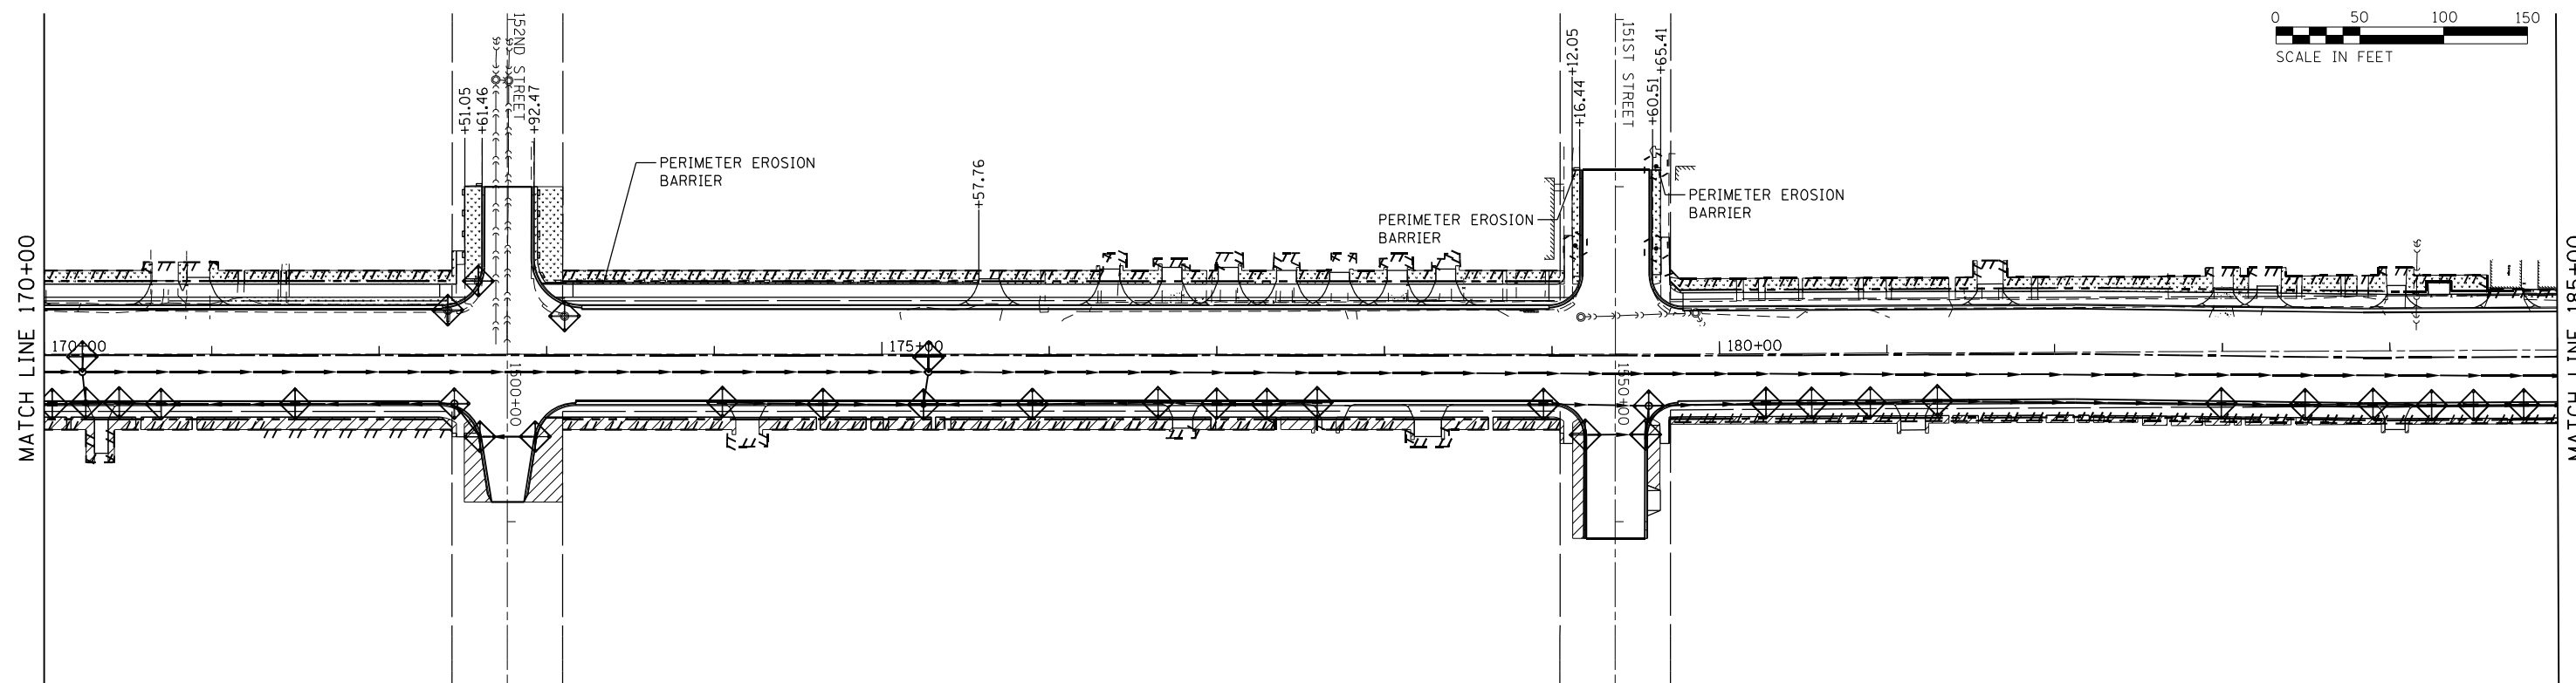 MATCH LINE 170+00
152ND STREET
+51.05
+61.46
+92.47
PERIMETER EROSION
BARRIER
+57.76
PERIMETER EROSION
BARRIER
+12.05
+16.44
151ST STREET
+60.51
+65.41
PERIMETER EROSION
BARRIER
0 50 100 150
SCALE IN FEET
170+00
175+00
180+00
1500+00
1550+00
MATCH LINE 185+00